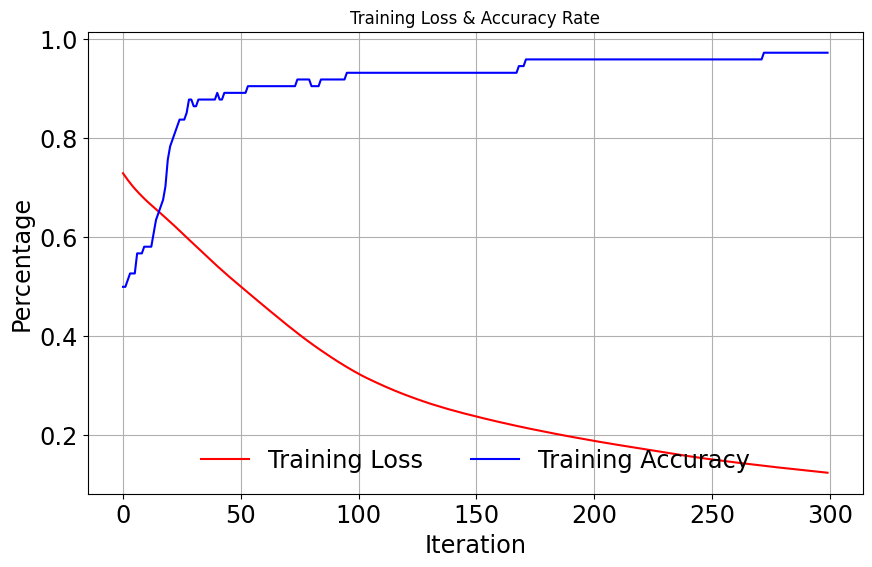 Training Loss & Accuracy Rate
1.0
0.8
0.6
0.4
0.2
Percentage
Training Loss Training Accuracy
0 50 100 150 200 250 300
Iteration